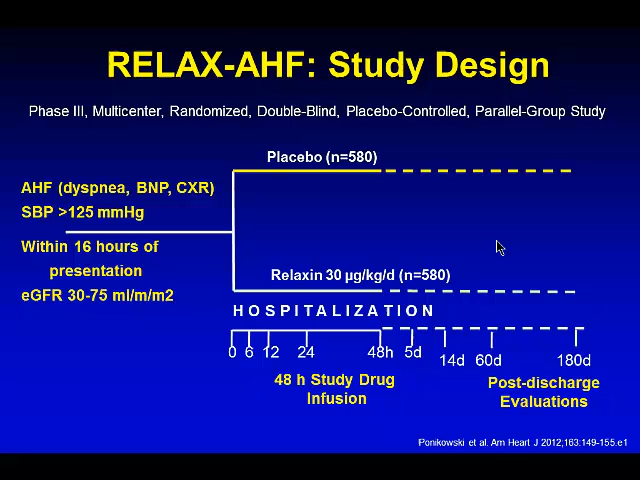 RELAX-AHF: Study Design
Phase III, Multicenter, Randomized, Double-Blind, Placebo-Controlled, Parallel-Group Study
Placebo (n=580)
AHF (dyspnea, BNP, CXR)
SBP >125 mmHg
Within 16 hours of
presentation
eGFR 30-75 ml/m/m2
Relaxin 30 µg/kg/d (n=580)
HOSPITALIZATION
0 6 12 24 48h 5d 14d 60d 180d
48 h Study Drug
Infusion
Post-discharge
Evaluations
Ponikowski et al. Am Heart J 2012;163:149-155.e1